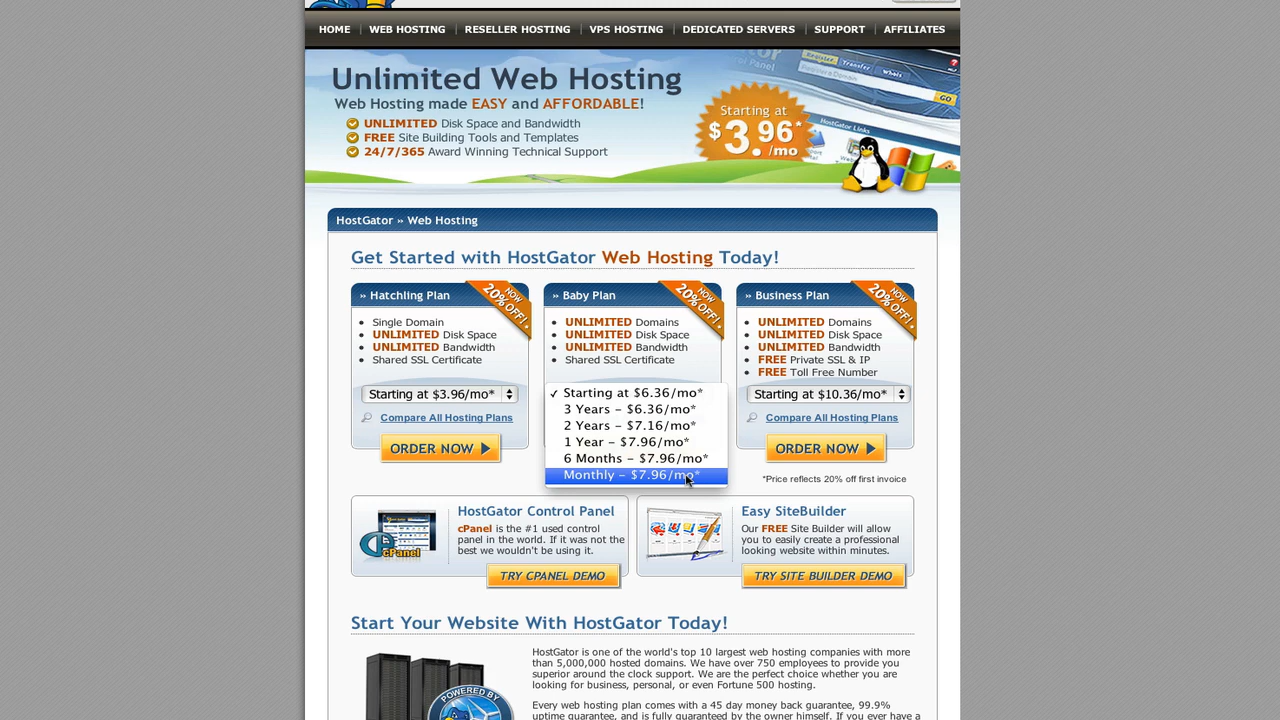 HOME | WEB HOSTING | RESELLER HOSTING | VPS HOSTING | DEDICATED SERVERS | SUPPORT | AFFILIATES
Unlimited Web Hosting
Web Hosting made EASY and AFFORDABLE!
UNLIMITED Disk Space and Bandwidth
FREE Site Building Tools and Templates
24/7/365 Award Winning Technical Support
Starting at
$3.96*
/mo
Register Transfer Whois
GO
HostGator Links
HostGator » Web Hosting
Get Started with HostGator Web Hosting Today!
» Hatchling Plan
NOW
20% OFF!
Single Domain
UNLIMITED Disk Space
UNLIMITED Bandwidth
Shared SSL Certificate
Starting at $3.96/mo*
Compare All Hosting Plans
ORDER NOW
» Baby Plan
NOW
20% OFF!
UNLIMITED Domains
UNLIMITED Disk Space
UNLIMITED Bandwidth
Shared SSL Certificate
✓ Starting at $6.36/mo*
3 Years – $6.36/mo*
2 Years – $7.16/mo*
1 Year – $7.96/mo*
6 Months – $7.96/mo*
Monthly – $7.96/mo*
» Business Plan
NOW
20% OFF!
UNLIMITED Domains
UNLIMITED Disk Space
UNLIMITED Bandwidth
FREE Private SSL & IP
FREE Toll Free Number
Starting at $10.36/mo*
Compare All Hosting Plans
ORDER NOW
*Price reflects 20% off first invoice
HostGator Control Panel
cPanel is the #1 used control
panel in the world. If it was not the
best we wouldn't be using it.
cPanel
TRY CPANEL DEMO
Easy SiteBuilder
Our FREE Site Builder will allow
you to easily create a professional
looking website within minutes.
TRY SITE BUILDER DEMO
Start Your Website With HostGator Today!
POWERED BY
HostGator is one of the world's top 10 largest web hosting companies with more
than 5,000,000 hosted domains. We have over 750 employees to provide you
superior around the clock support. We are the perfect choice whether you are
looking for business, personal, or even Fortune 500 hosting.
Every web hosting plan comes with a 45 day money back guarantee, 99.9%
uptime guarantee, and is fully guaranteed by the owner himself. If you ever have a